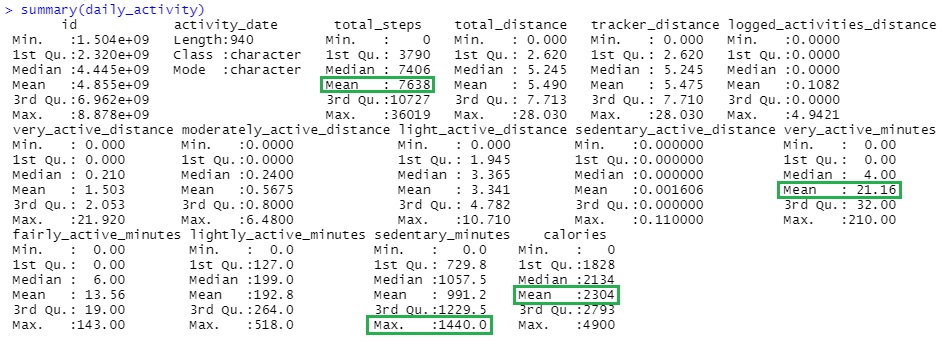 > summary(daily_activity)
id activity_date total_steps total_distance tracker_distance logged_activities_distance
Min. :1.504e+09 Length:940 Min. : 0 Min. : 0.000 Min. : 0.000 Min. :0.0000
1st Qu.:2.320e+09 Class :character 1st Qu.: 3790 1st Qu.: 2.620 1st Qu.: 2.620 1st Qu.:0.0000
Median :4.445e+09 Mode :character Median : 7406 Median : 5.245 Median : 5.245 Median :0.0000
Mean :4.855e+09 Mean : 7638 Mean : 5.490 Mean : 5.475 Mean :0.1082
3rd Qu.:6.962e+09 3rd Qu.:10727 3rd Qu.: 7.713 3rd Qu.: 7.710 3rd Qu.:0.0000
Max. :8.878e+09 Max. :36019 Max. :28.030 Max. :28.030 Max. :4.9421
very_active_distance moderately_active_distance light_active_distance sedentary_active_distance very_active_minutes
Min. : 0.000 Min. :0.0000 Min. : 0.000 Min. :0.000000 Min. : 0.00
1st Qu.: 0.000 1st Qu.:0.0000 1st Qu.: 1.945 1st Qu.:0.000000 1st Qu.: 0.00
Median : 0.210 Median :0.2400 Median : 3.365 Median :0.000000 Median : 4.00
Mean : 1.503 Mean :0.5675 Mean : 3.341 Mean :0.001606 Mean : 21.16
3rd Qu.: 2.053 3rd Qu.:0.8000 3rd Qu.: 4.782 3rd Qu.:0.000000 3rd Qu.: 32.00
Max. :21.920 Max. :6.4800 Max. :10.710 Max. :0.110000 Max. :210.00
fairly_active_minutes lightly_active_minutes sedentary_minutes calories
Min. : 0.00 Min. : 0.0 Min. : 0.0 Min. : 0
1st Qu.: 0.00 1st Qu.:127.0 1st Qu.: 729.8 1st Qu.:1828
Median : 6.00 Median :199.0 Median :1057.5 Median :2134
Mean : 13.56 Mean :192.8 Mean : 991.2 Mean :2304
3rd Qu.: 19.00 3rd Qu.:264.0 3rd Qu.:1229.5 3rd Qu.:2793
Max. :143.00 Max. :518.0 Max. :1440.0 Max. :4900